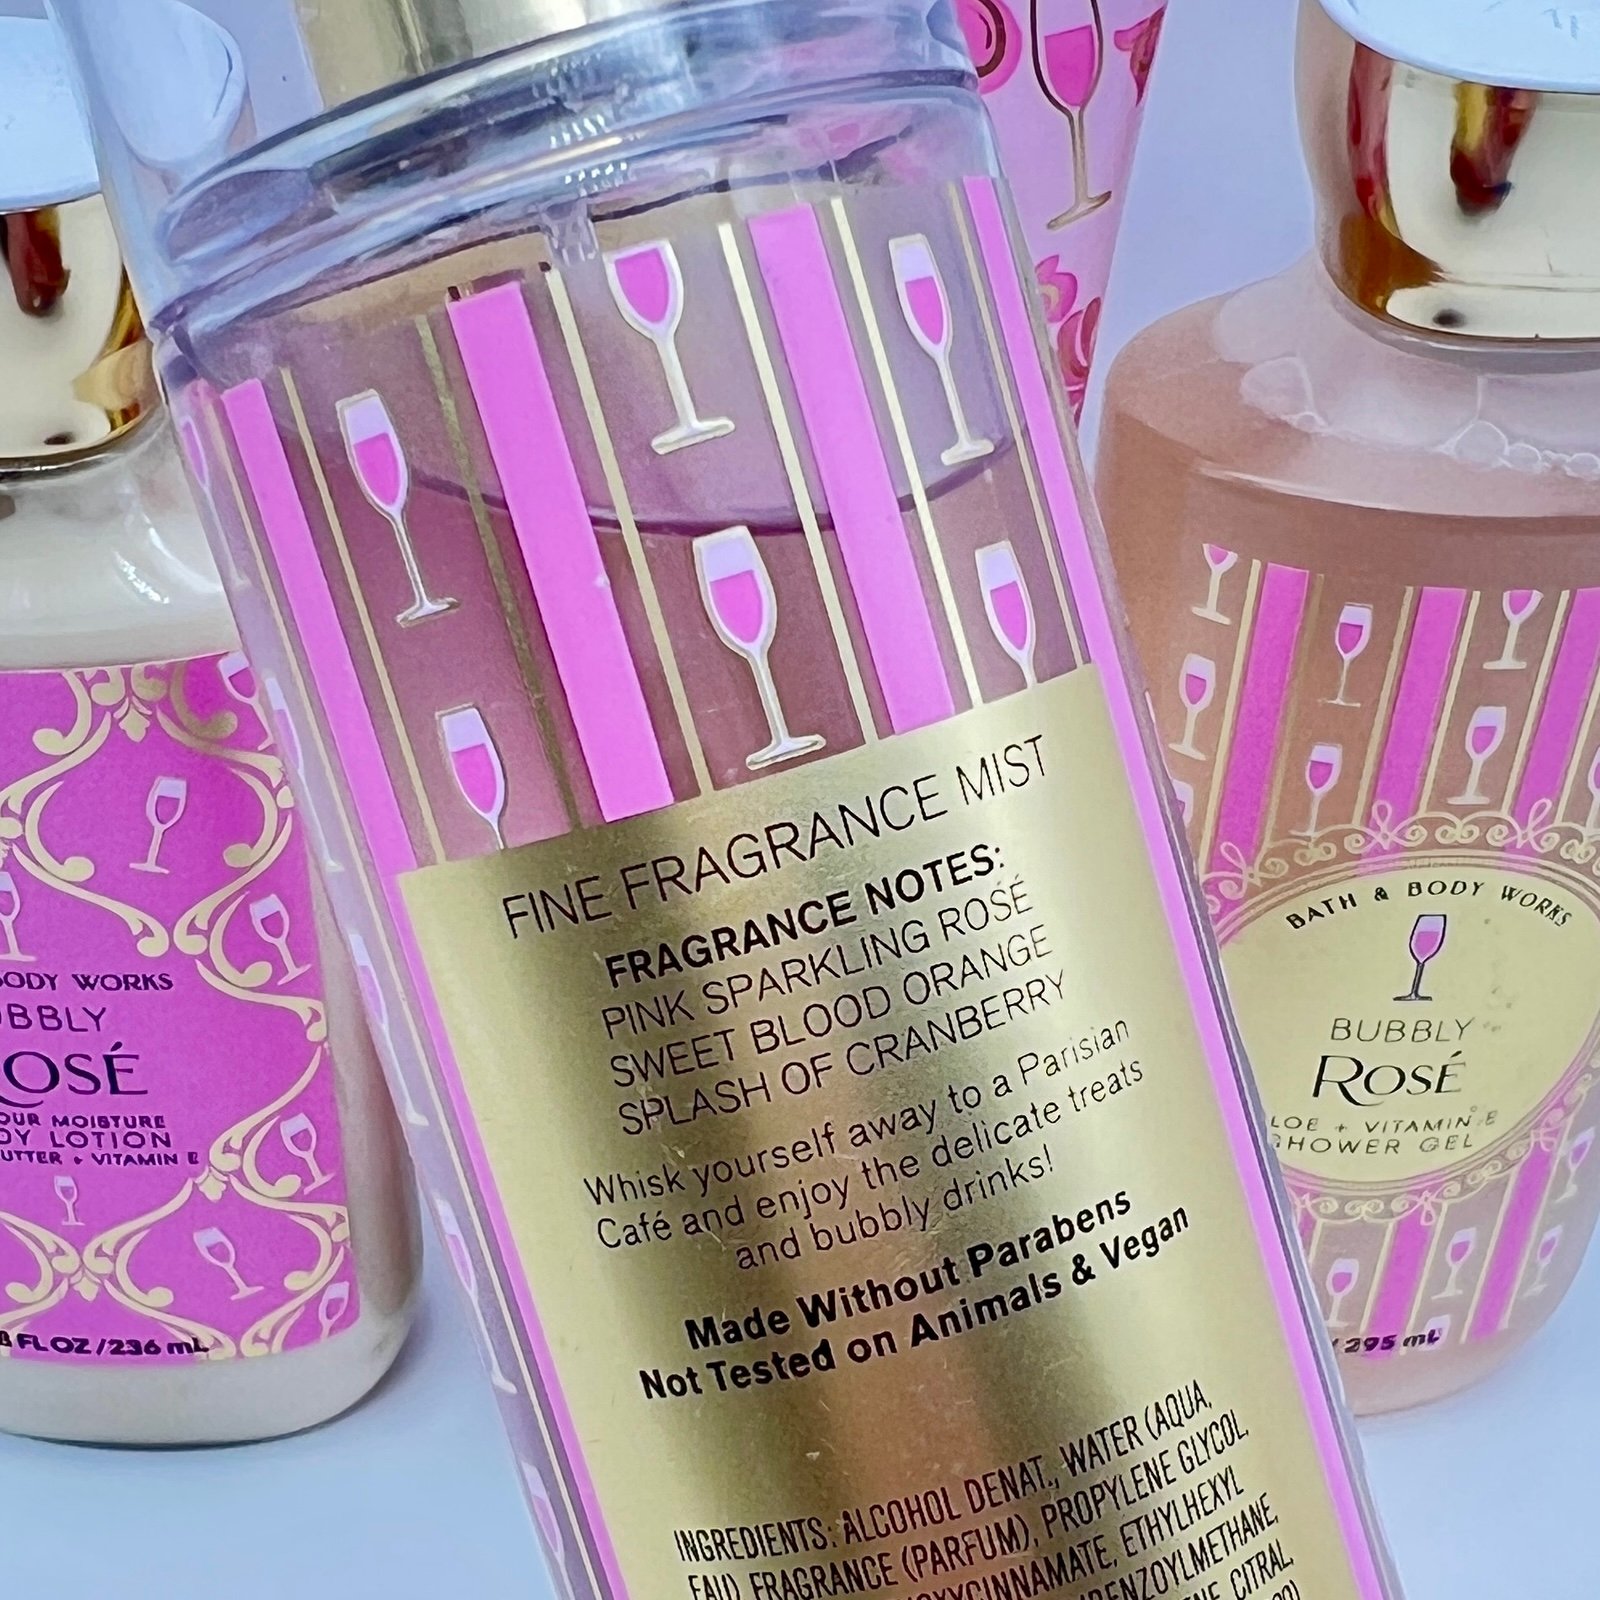 FINE FRAGRANCE MIST
FRAGRANCE NOTES:
PINK SPARKLING ROSÉ
SWEET BLOOD ORANGE
SPLASH OF CRANBERRY
Whisk yourself away to a Parisian
Café and enjoy the delicate treats
and bubbly drinks!
Made Without Parabens
Not Tested on Animals & Vegan
INGREDIENTS: ALCOHOL DENAT., WATER (AQUA,
EAU), FRAGRANCE (PARFUM), PROPYLENE GLYCOL,
ETHYLHEXYL
CITRAL,
BODY WORKS
ROSÉ
MOISTURE
LOTION
+ VITAMIN E
8 FL OZ / 236 mL
BATH & BODY WORKS
BUBBLY
ROSÉ
+ VITAMIN E
SHOWER GEL
/ 295 mL